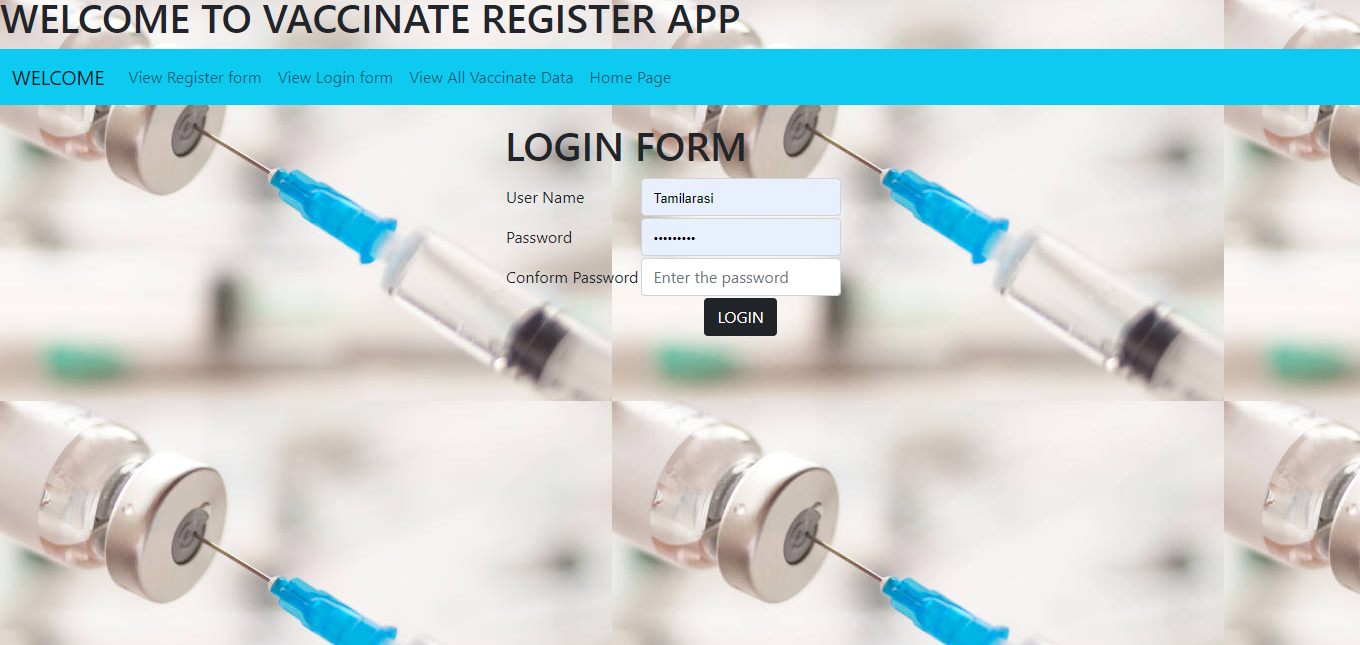 WELCOME TO VACCINATE REGISTER APP
WELCOME View Register form View Login form View All Vaccinate Data Home Page
LOGIN FORM
User Name Tamilarasi
Password •••••••••
Conform Password Enter the password
LOGIN